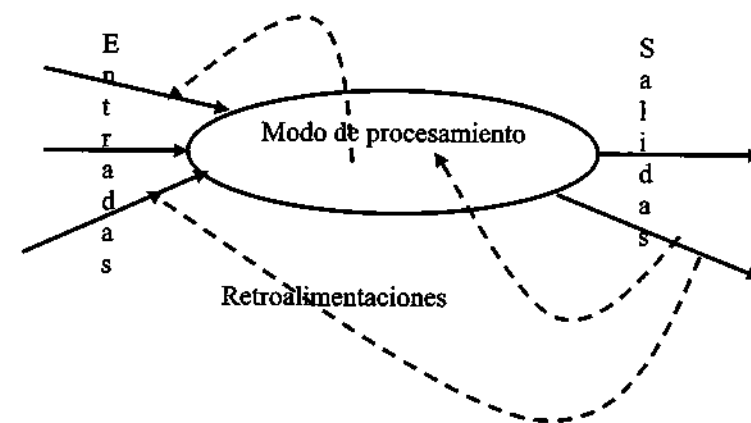 Entradas
Modo de procesamiento
Salidas
Retroalimentaciones